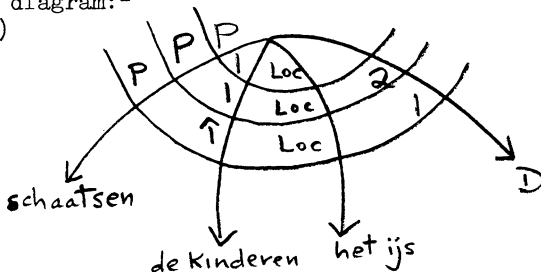 diagram:-
)
P P P
1 Loc 2
1 Loc
1 Loc 1
schaatsen
D
de Kinderen het ijs